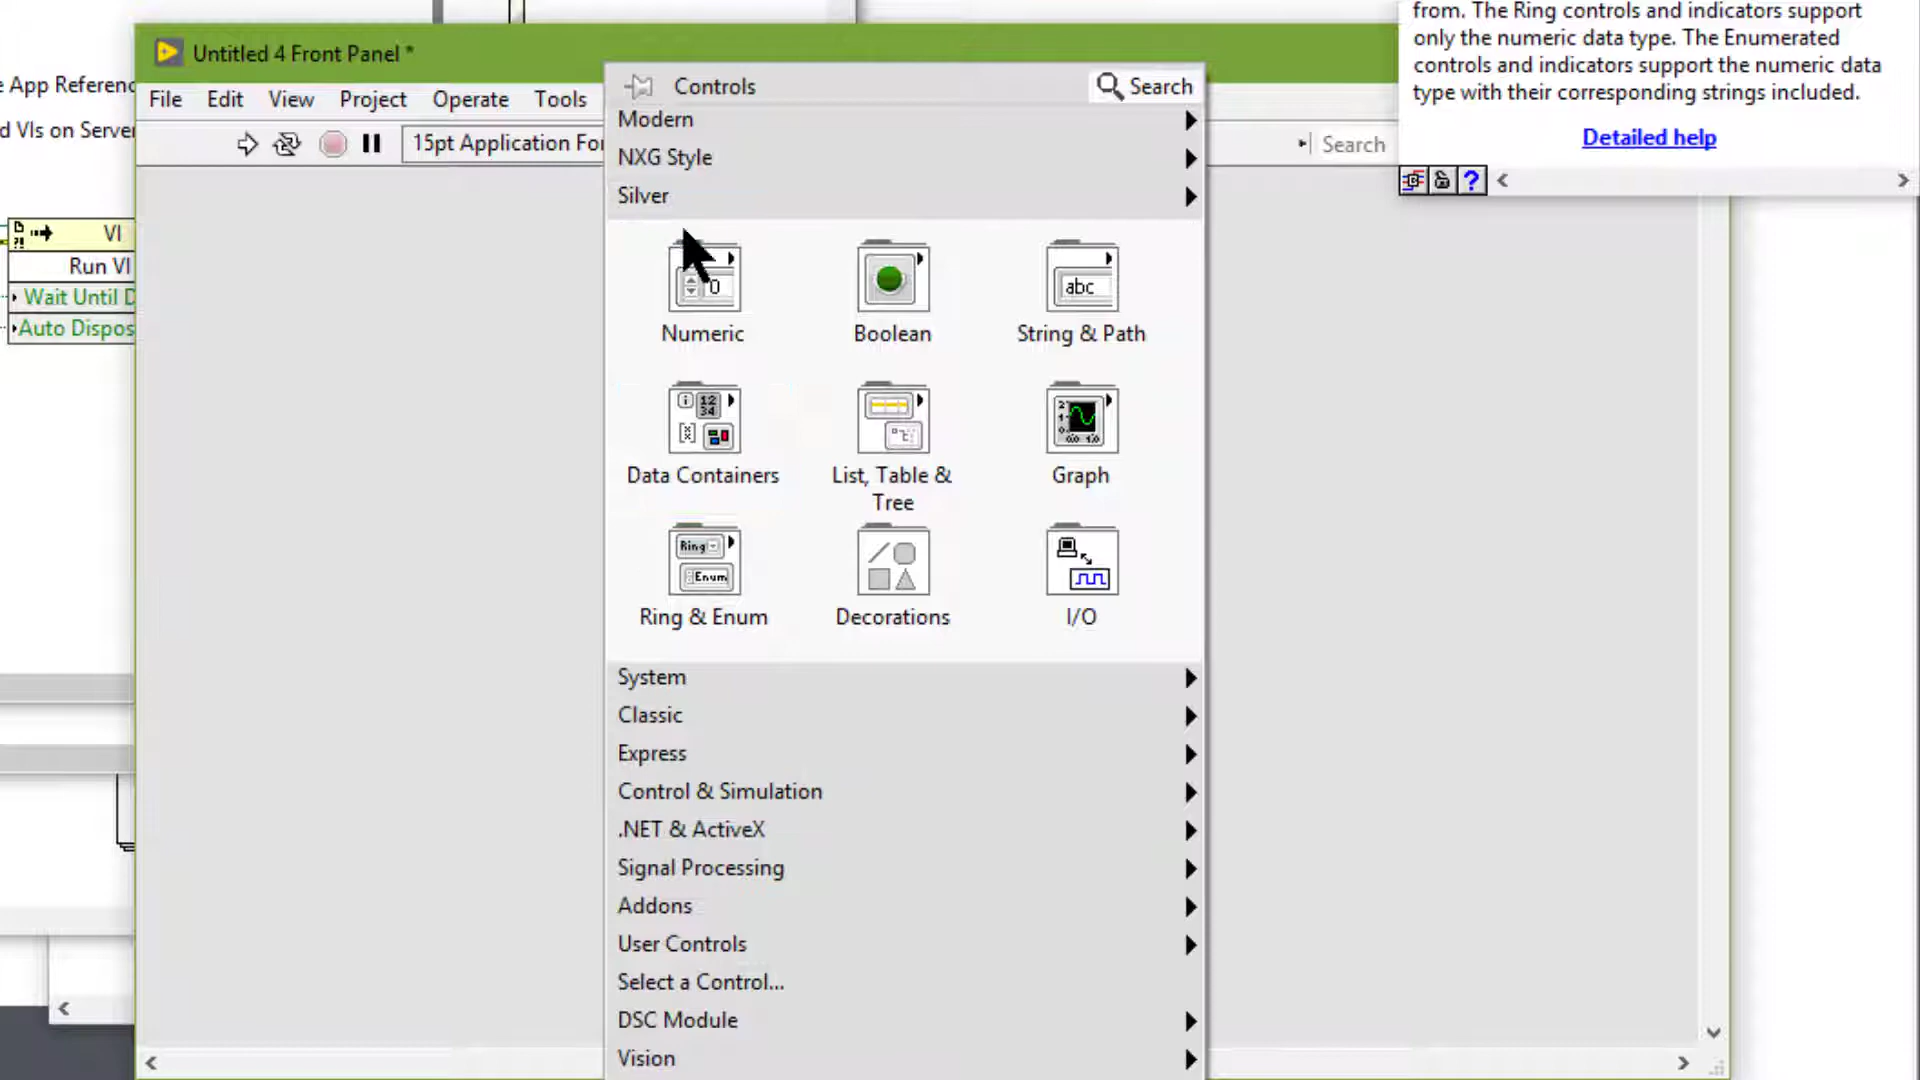 from. The Ring controls and indicators support
only the numeric data type. The Enumerated
controls and indicators support the numeric data
type with their corresponding strings included.
Detailed help
?
Untitled 4 Front Panel *
File Edit View Project Operate Tools
15pt Application Fo
Search
e App Referenc
d VIs on Server
VI
Run VI
Wait Until D
Auto Dispos
Controls
Search
Modern
NXG Style
Silver
0
abc
Numeric
Boolean
String & Path
12
34
Data Containers
List, Table &
Tree
Graph
Ring
Enum
Ring & Enum
Decorations
I/O
System
Classic
Express
Control & Simulation
.NET & ActiveX
Signal Processing
Addons
User Controls
Select a Control...
DSC Module
Vision